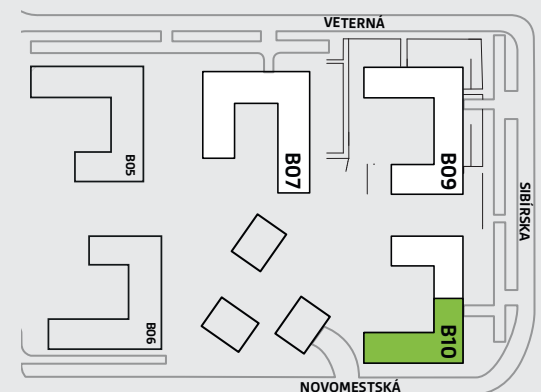 VETERNÁ
B05
B07
B09
SIBÍRSKA
B06
B10
NOVOMESTSKÁ